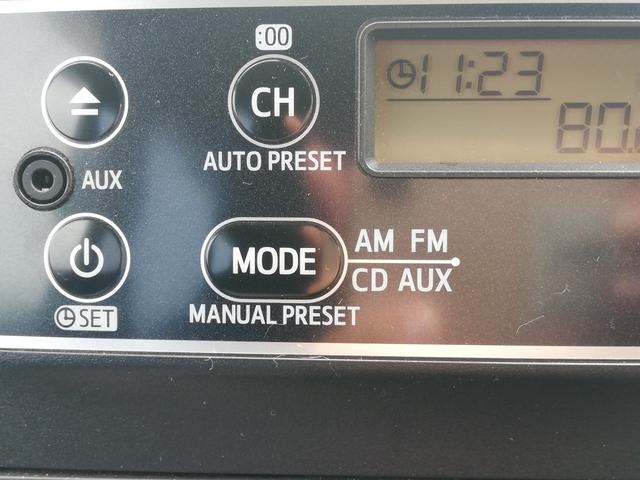 :00
CH
AUTO PRESET
AUX
11:23
80.
MODE
AM FM
CD AUX
MANUAL PRESET
SET